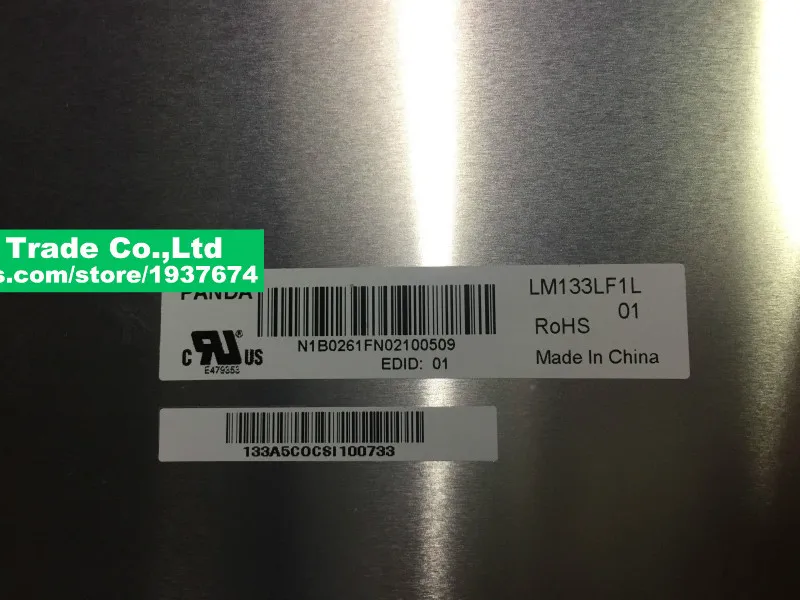 Trade Co.,Ltd
s.com/store/1937674
PANDA
LM133LF1L
01
N1B0261FN02100509
RoHS
c RU ® US
E479353
EDID: 01
Made In China
133A5C0C8I100733